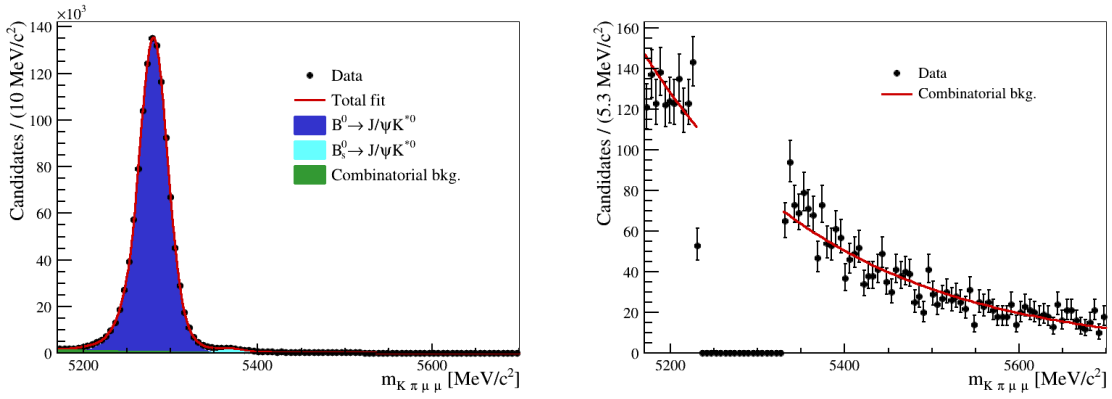 ×10³
Candidates / (10 MeV/c²)
140
120
100
80
60
40
20
0
Data
Total fit
B⁰→ J/ψK*⁰
B⁰ₛ→ J/ψK*⁰
Combinatorial bkg.
5200
5400
5600
m K π μ μ [MeV/c²]
Candidates / (5.3 MeV/c²)
160
140
120
100
80
60
40
20
0
Data
Combinatorial bkg.
5200
5400
5600
m K π μ μ [MeV/c²]